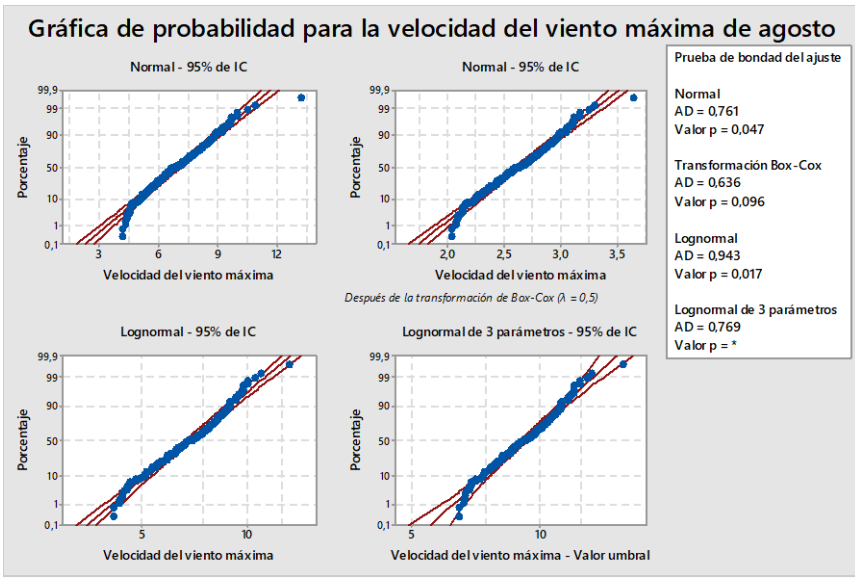 Gráfica de probabilidad para la velocidad del viento máxima de agosto
Normal - 95% de IC
99,9
99
90
50
10
1
0,1
Porcentaje
3
6
9
12
Velocidad del viento máxima
Normal - 95% de IC
99,9
99
90
50
10
1
0,1
Porcentaje
2,0
2,5
3,0
3,5
Velocidad del viento máxima
Después de la transformación de Box-Cox (λ = 0,5)
Lognormal - 95% de IC
99,9
99
90
50
10
1
0,1
Porcentaje
5
10
Velocidad del viento máxima
Lognormal de 3 parámetros - 95% de IC
99,9
99
90
50
10
1
0,1
Porcentaje
5
10
Velocidad del viento máxima - Valor umbral
Prueba de bondad del ajuste
Normal
AD = 0,761
Valor p = 0,047
Transformación Box-Cox
AD = 0,636
Valor p = 0,096
Lognormal
AD = 0,943
Valor p = 0,017
Lognormal de 3 parámetros
AD = 0,769
Valor p = *